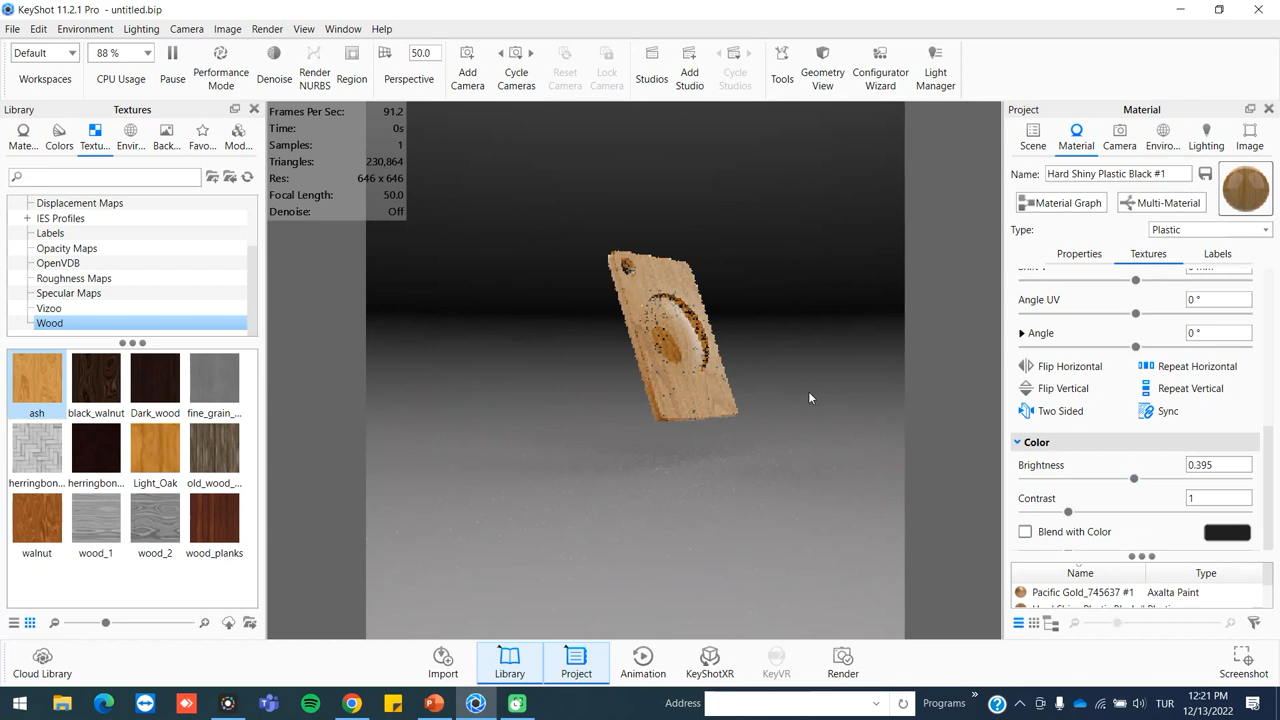 KeyShot 11.2.1 Pro - untitled.bip
File Edit Environment Lighting Camera Image Render View Window Help
Default 88 % 50.0
Workspaces CPU Usage Pause Performance Mode Denoise Render NURBS Region Perspective Add Camera Cycle Cameras Reset Camera Lock Camera Studios Add Studio Cycle Studios Tools Geometry View Configurator Wizard Light Manager
Library Textures
Mate... Colors Textu... Envir... Back... Favo... Mod...
Displacement Maps
IES Profiles
Labels
Opacity Maps
OpenVDB
Roughness Maps
Specular Maps
Vizoo
Wood
ash black_walnut Dark_wood fine_grain_...
herringbon... herringbon... Light_Oak old_wood_...
walnut wood_1 wood_2 wood_planks
Frames Per Sec: 91.2
Time: 0s
Samples: 1
Triangles: 230,864
Res: 646 x 646
Focal Length: 50.0
Denoise: Off
Project Material
Scene Material Camera Enviro... Lighting Image
Name: Hard Shiny Plastic Black #1
Material Graph Multi-Material
Type: Plastic
Properties Textures Labels
Angle UV 0 °
Angle 0 °
Flip Horizontal Repeat Horizontal
Flip Vertical Repeat Vertical
Two Sided Sync
Color
Brightness 0.395
Contrast 1
Blend with Color
Name Type
Pacific Gold_745637 #1 Axalta Paint
Cloud Library Import Library Project Animation KeyShotXR KeyVR Render Screenshot
Address Programs » 12:21 PM
12/13/2022